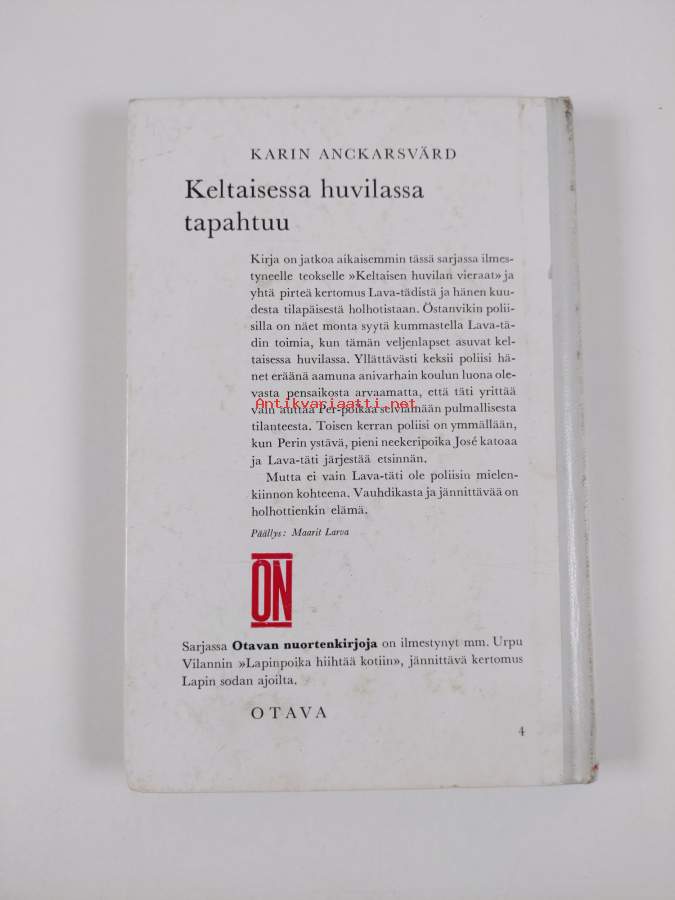 KARIN ANCKARSVÄRD
Keltaisessa huvilassa
tapahtuu
Kirja on jatkoa aikaisemmin tässä sarjassa ilmes-
tyneelle teokselle »Keltaisen huvilan vieraat» ja
yhtä pirteä kertomus Lava-tädistä ja hänen kuu-
desta tilapäisestä holhotistaan. Östanvikin polii-
silla on näet monta syytä kummastella Lava-tä-
din toimia, kun tämän veljenlapset asuvat kel-
taisessa huvilassa. Yllättävästi keksii poliisi hä-
net eräänä aamuna anivarhain koulun luona ole-
vasta pensaikosta arvaamatta, että täti yrittää
Antikvariaatti.net
vain auttaa Per-poikaa selviämään pulmallisesta
tilanteesta. Toisen kerran poliisi on ymmällään,
kun Perin ystävä, pieni neekeripoika José katoaa
ja Lava-täti järjestää etsinnän.
Mutta ei vain Lava-täti ole poliisin mielen-
kiinnon kohteena. Vauhdikasta ja jännittävää on
holhottienkin elämä.
Päällys: Maarit Larva
ON
Sarjassa Otavan nuortenkirjoja on ilmestynyt mm. Urpu
Vilannin »Lapinpoika hiihtää kotiin», jännittävä kertomus
Lapin sodan ajoilta.
OTAVA
4